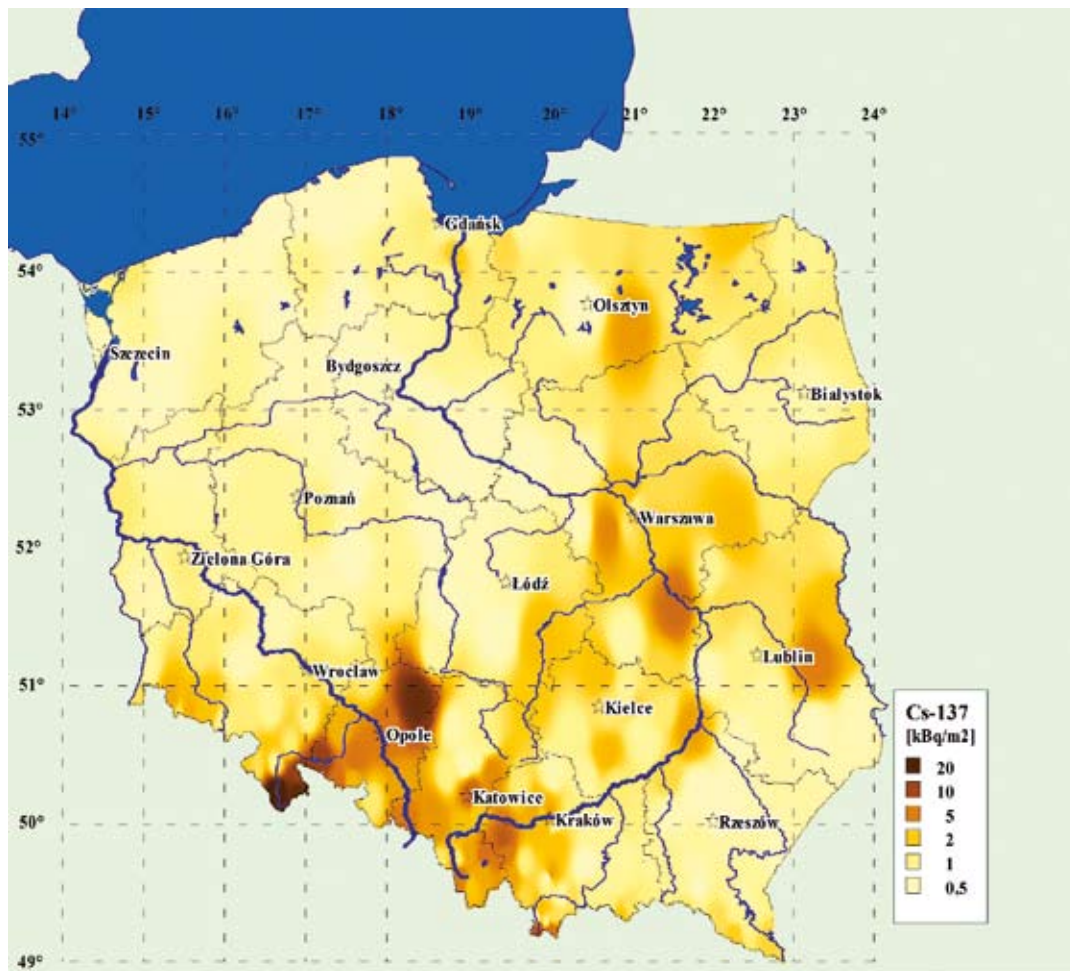 14° 15° 16° 17° 18° 19° 20° 21° 22° 23° 24°
55°
Gdańsk
54°
Olsztyn
Szczecin
Bydgoszcz
Białystok
53°
Poznań
Warszawa
52°
Zielona Góra
Łódź
Lublin
Wrocław
51°
Kielce
Opole
Katowice
Kraków
Rzeszów
50°
49°
Cs-137
[kBq/m2]
20
10
5
2
1
0,5